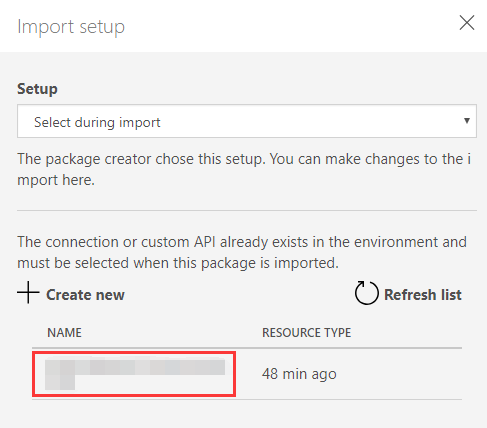 Import setup
Setup
Select during import
The package creator chose this setup. You can make changes to the i
mport here.
The connection or custom API already exists in the environment and
must be selected when this package is imported.
Create new Refresh list
NAME RESOURCE TYPE
48 min ago